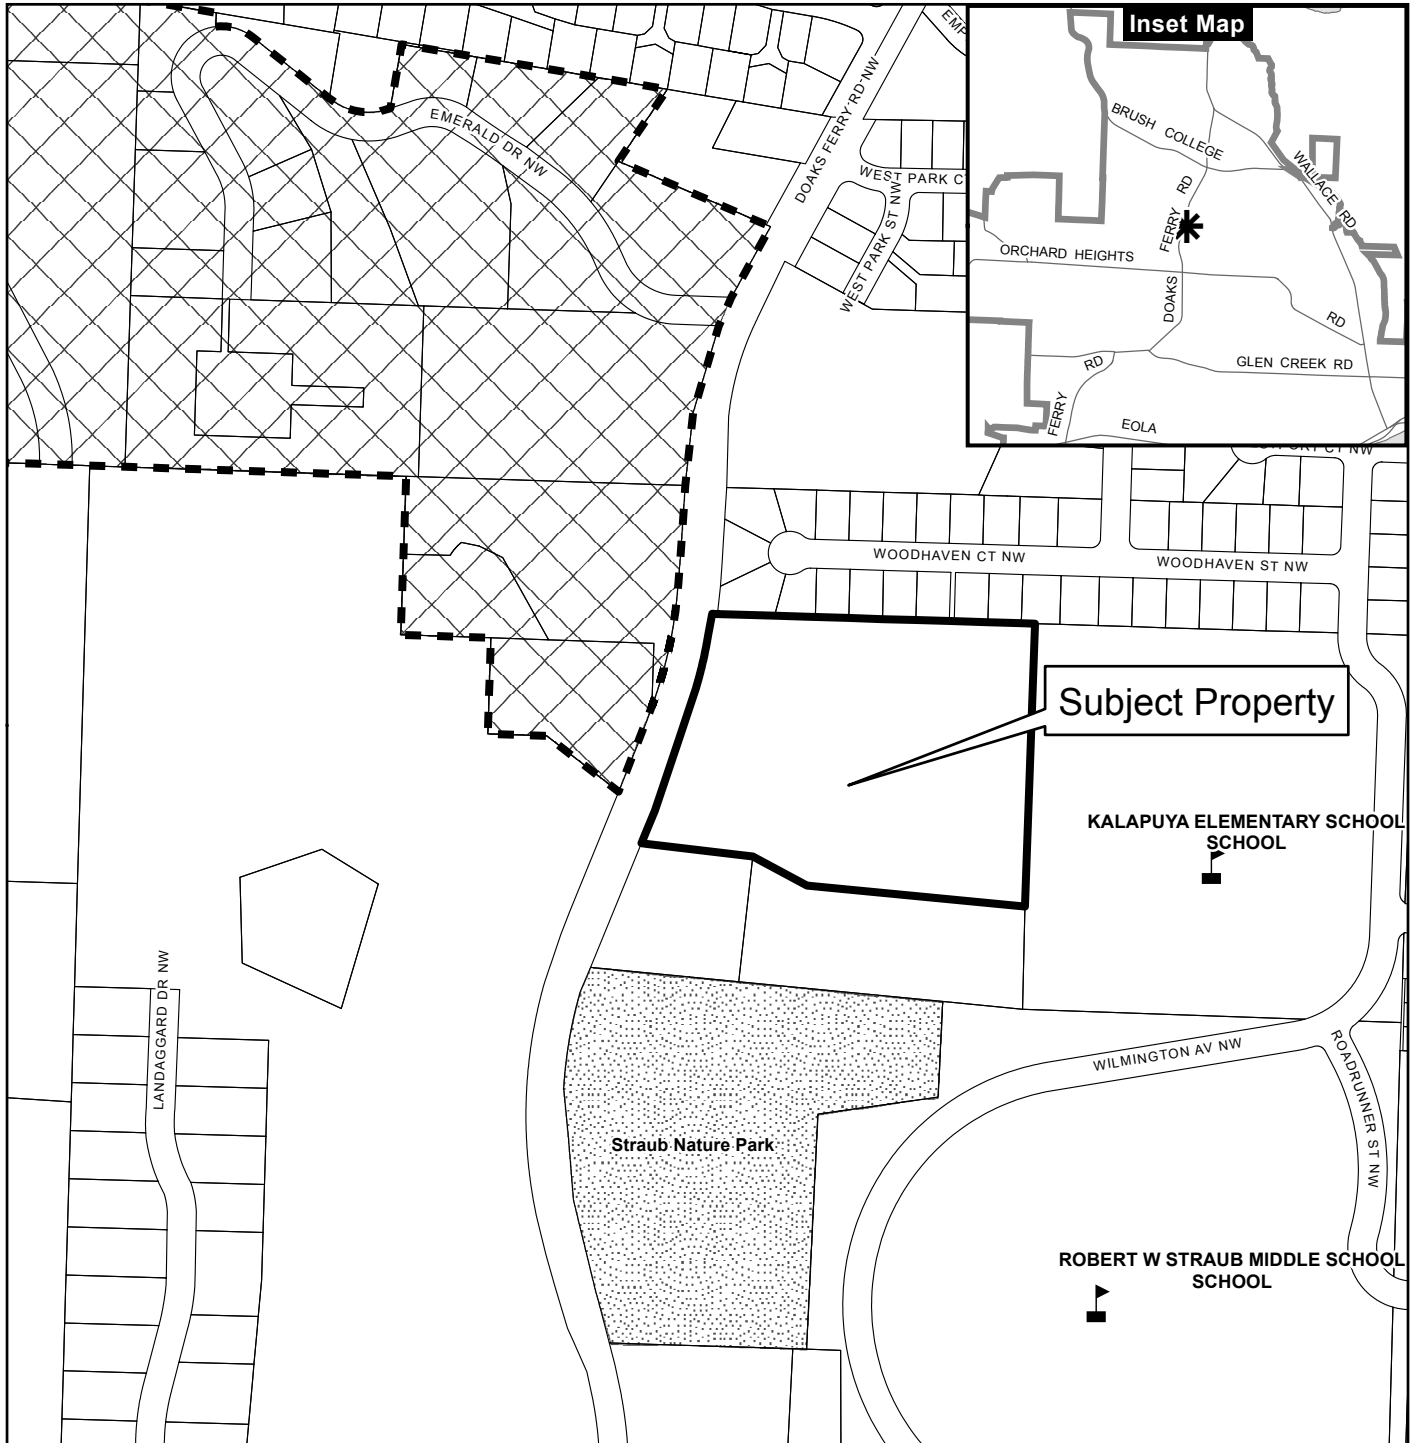 Inset Map
BRUSH COLLEGE
WALLACE RD
FERRY RD
ORCHARD HEIGHTS
DOAKS
RD
GLEN CREEK RD
RD
FERRY
EOLA
EMERALD DR NW
DOAKS FERRY RD NW
WEST PARK ST NW
WOODHAVEN CT NW
WOODHAVEN ST NW
Subject Property
KALAPUYA ELEMENTARY SCHOOL
SCHOOL
LANDAGGARD DR NW
WILMINGTON AV NW
ROADRUNNER ST NW
Straub Nature Park
ROBERT W STRAUB MIDDLE SCHOOL
SCHOOL
WEST PARK
CT NW